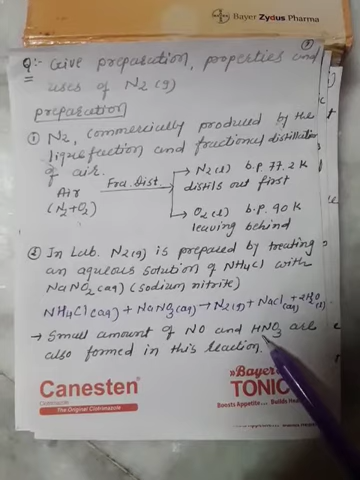 BAYER Bayer Zydus Pharma
Q:- Give preparation, properties and
uses of N2(g)
preparation
① N2, commercially produced by the
liquefaction and fractional distillation
of air.
Air
(N2+O2)
Fra. Dist.
N2(l) b.p. 77.2 K
distils out first
O2(l) b.p. 90K
leaving behind
② In Lab. N2(g) is prepared by treating
an aqueous solution of NH4Cl with
NaNO2(aq) (sodium nitrite)
NH4Cl(aq) + NaNO3(aq) → N2(g) + NaCl(aq) + 2H2O(l)
→ Small amount of NO and HNO3 are
also formed in this reaction.
Canesten
Clotrimazole
The Original Clotrimazole
»Bayer's
TONIC
Boosts Appetite.... Builds Hea